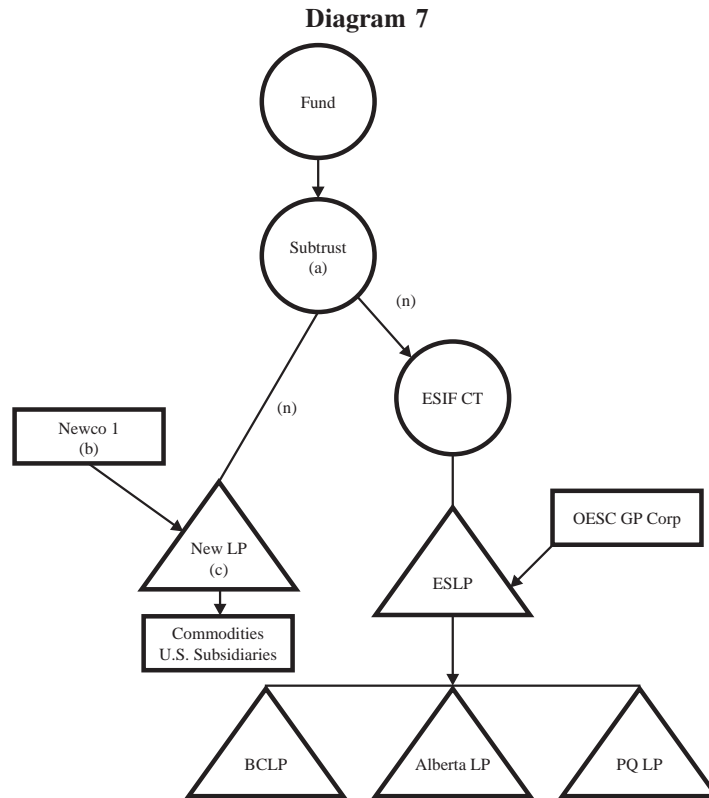 Diagram 7
Fund
Subtrust
(a)
(n)
ESIF CT
(n)
Newco 1
(b)
OESC GP Corp
New LP
(c)
ESLP
Commodities
U.S. Subsidiaries
BCLP
Alberta LP
PQ LP